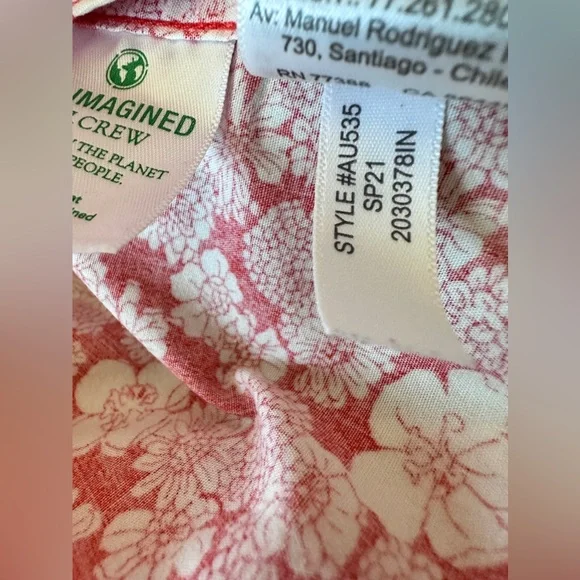 IMAGINED
CREW
THE PLANET
PEOPLE.
Av: Manuel Rodriguez
730, Santiago - Chile
STYLE #AU535
SP21
2030378IN